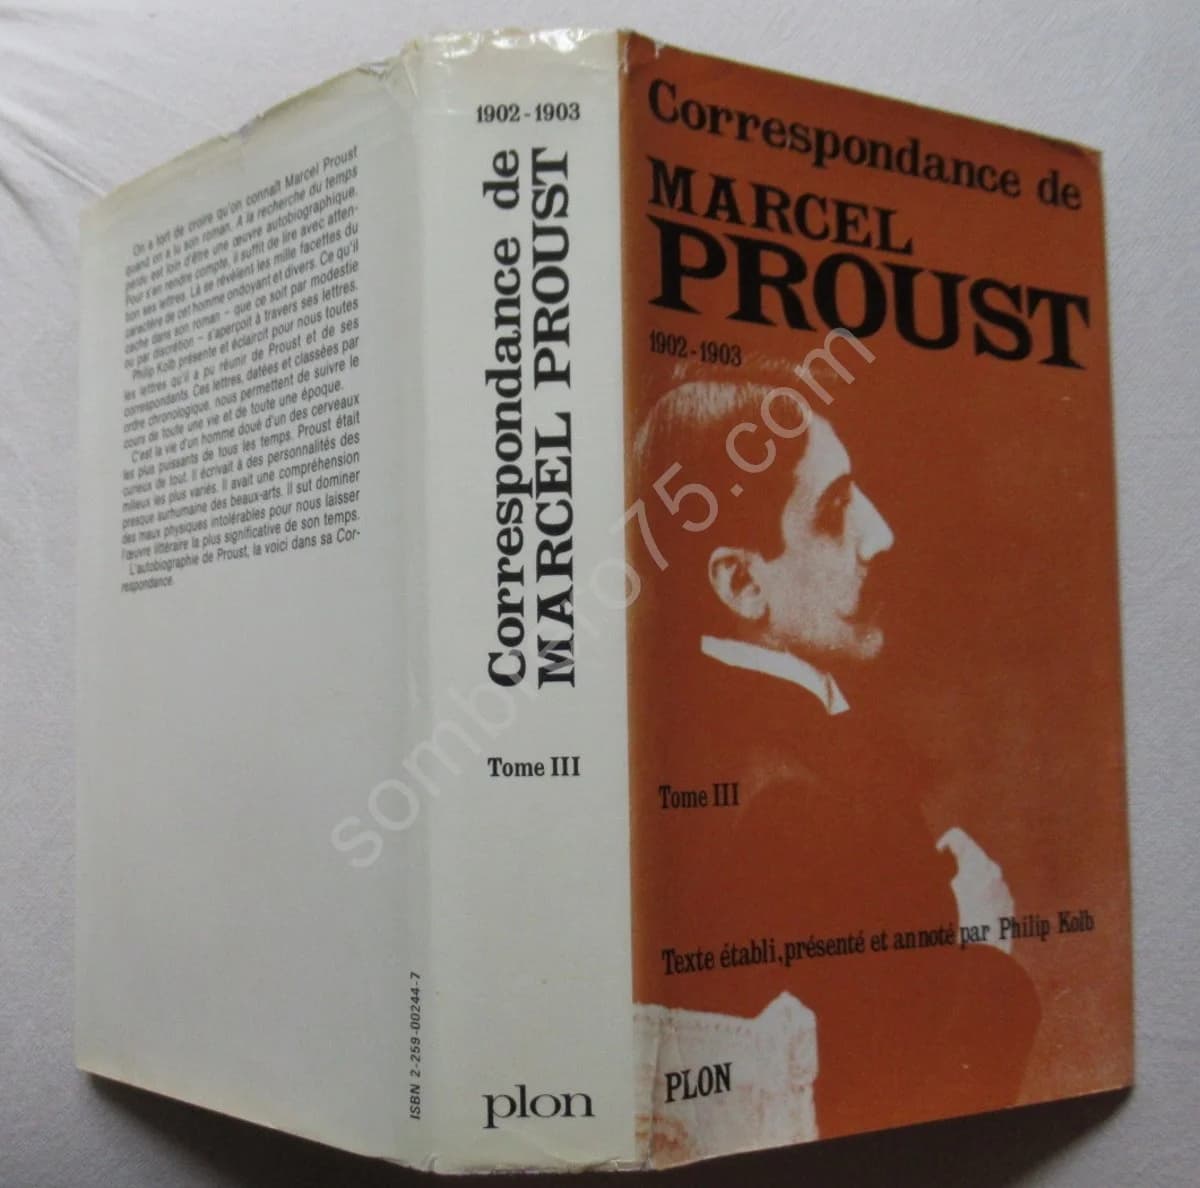 On a tort de croire qu'on connaît Marcel Proust
quand on a lu son roman. A la recherche du temps
perdu est loin d'être une œuvre autobiographique.
Pour s'en rendre compte, il suffit de lire avec atten-
tion ses lettres. Là se révèlent les mille facettes du
caractère de cet homme ondoyant et divers. Ce qu'il
cache dans son roman – que ce soit par modestie
ou par discrétion – s'aperçoit à travers ses lettres.
Philip Kolb présente et éclaircit pour nous toutes
les lettres qu'il a pu réunir de Proust et de ses
correspondants. Ces lettres, datées et classées par
ordre chronologique, nous permettent de suivre le
cours de toute une vie et de toute une époque.
C'est la vie d'un homme doué d'un des cerveaux
les plus puissants de tous les temps. Proust était
curieux de tout. Il écrivait à des personnalités des
milieux les plus variés. Il avait une compréhension
presque surhumaine des beaux-arts. Il sut dominer
des maux physiques intolérables pour nous laisser
l'œuvre littéraire la plus significative de son temps.
L'autobiographie de Proust, la voici dans sa Cor-
respondance.
ISBN 2-259-00244-7
1902-1903
Correspondance de
MARCEL PROUST
Tome III
plon
Correspondance de
MARCEL
PROUST
1902-1903
Tome III
Texte établi, présenté et annoté par Philip Kolb
PLON
sombrero75.com